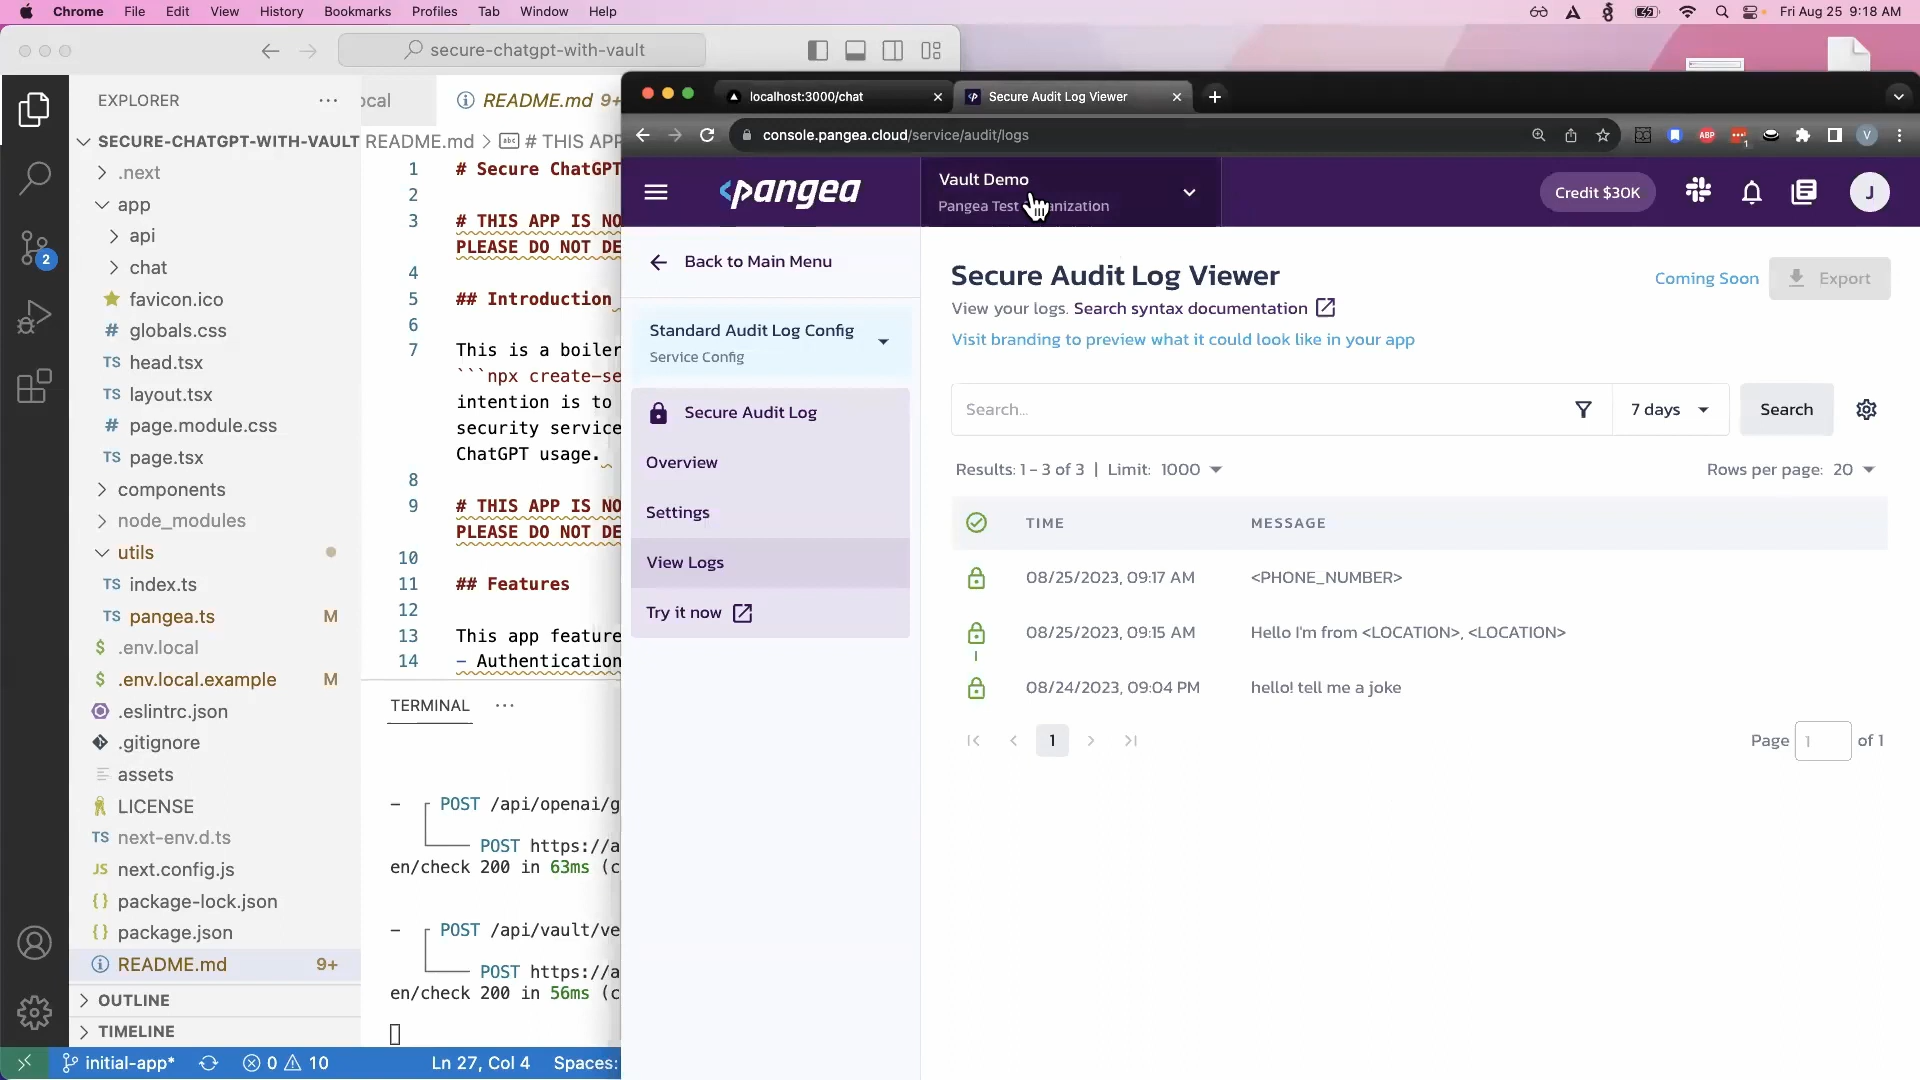 Chrome File Edit View History Bookmarks Profiles Tab Window Help Fri Aug 25 9:18 AM
secure-chatgpt-with-vault
EXPLORER
SECURE-CHATGPT-WITH-VAULT
.next
app
api
chat
favicon.ico
# globals.css
TS head.tsx
TS layout.tsx
# page.module.css
TS page.tsx
components
node_modules
utils
TS index.ts
TS pangea.ts M
$ .env.local
$ .env.local.example M
.eslintrc.json
.gitignore
assets
LICENSE
TS next-env.d.ts
JS next.config.js
{} package-lock.json
{} package.json
README.md 9+
OUTLINE
TIMELINE
2
initial-app* 0 10 Ln 27, Col 4 Spaces:
ocal README.md 9+
README.md > # THIS APP
1 # Secure ChatGPT
2
3 # THIS APP IS NO
PLEASE DO NOT DE
4
5 ## Introduction
6
7 This is a boiler
```npx create-se
intention is to
security service
ChatGPT usage.
8
9 # THIS APP IS NO
PLEASE DO NOT DE
10
11 ## Features
12
13 This app feature
14 - Authentication
TERMINAL
- POST /api/openai/g
POST https://a
en/check 200 in 63ms (c
- POST /api/vault/ve
POST https://a
en/check 200 in 56ms (c
localhost:3000/chat
Secure Audit Log Viewer
console.pangea.cloud/service/audit/logs
ABP 1 V
pangea
Vault Demo
Pangea Test
anization
Credit $30K
J
Back to Main Menu
Standard Audit Log Config
Service Config
Secure Audit Log
Overview
Settings
View Logs
Try it now
Secure Audit Log Viewer
Coming Soon Export
View your logs. Search syntax documentation
Visit branding to preview what it could look like in your app
Search... 7 days Search
Results: 1 - 3 of 3 | Limit: 1000 Rows per page: 20
TIME MESSAGE
08/25/2023, 09:17 AM <PHONE_NUMBER>
08/25/2023, 09:15 AM Hello I'm from <LOCATION>, <LOCATION>
08/24/2023, 09:04 PM hello! tell me a joke
1 Page 1 of 1